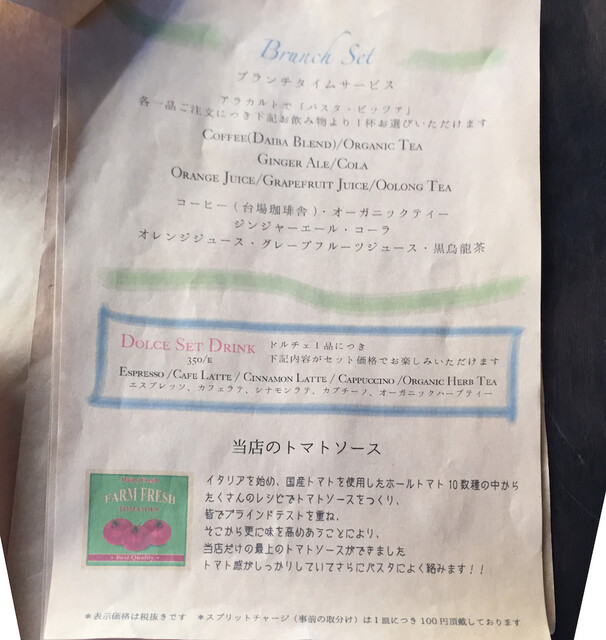 Brunch Set
ブランチタイムサービス
アラカルトで「パスタ・ピッツァ」
各一品ご注文につき下記お飲み物より1杯お選びいただけます
COFFEE(DAIBA BLEND)/ORGANIC TEA
GINGER ALE/COLA
ORANGE JUICE/GRAPEFRUIT JUICE/OOLONG TEA
コーヒー(台場珈琲舎)・オーガニックティー
ジンジャーエール・コーラ
オレンジジュース・グレープフルーツジュース・黒烏龍茶
DOLCE SET DRINK
350/E
ドルチェ1品につき
下記内容がセット価格でお楽しみいただけます
ESPRESSO /CAFE LATTE / CINNAMON LATTE / CAPPUCCINO /ORGANIC HERB TEA
エスプレッソ、カフェラテ、シナモンラテ、カプチーノ、オーガニックハーブティー
当店のトマトソース
FARM FRESH
TOMATOES
Best Quality
イタリアを始め、国産トマトを使用したホールトマト10数種の中から
たくさんのレシピでトマトソースをつくり、
皆でブラインドテストを重ね、
そこから更に味を高めあうことにより、
当店だけの最上のトマトソースができました
トマト感がしっかりしていてさらにパスタによく絡みます！！
*表示価格は税抜きです *スプリットチャージ（事前の取分け）は1皿につき100円頂戴しております